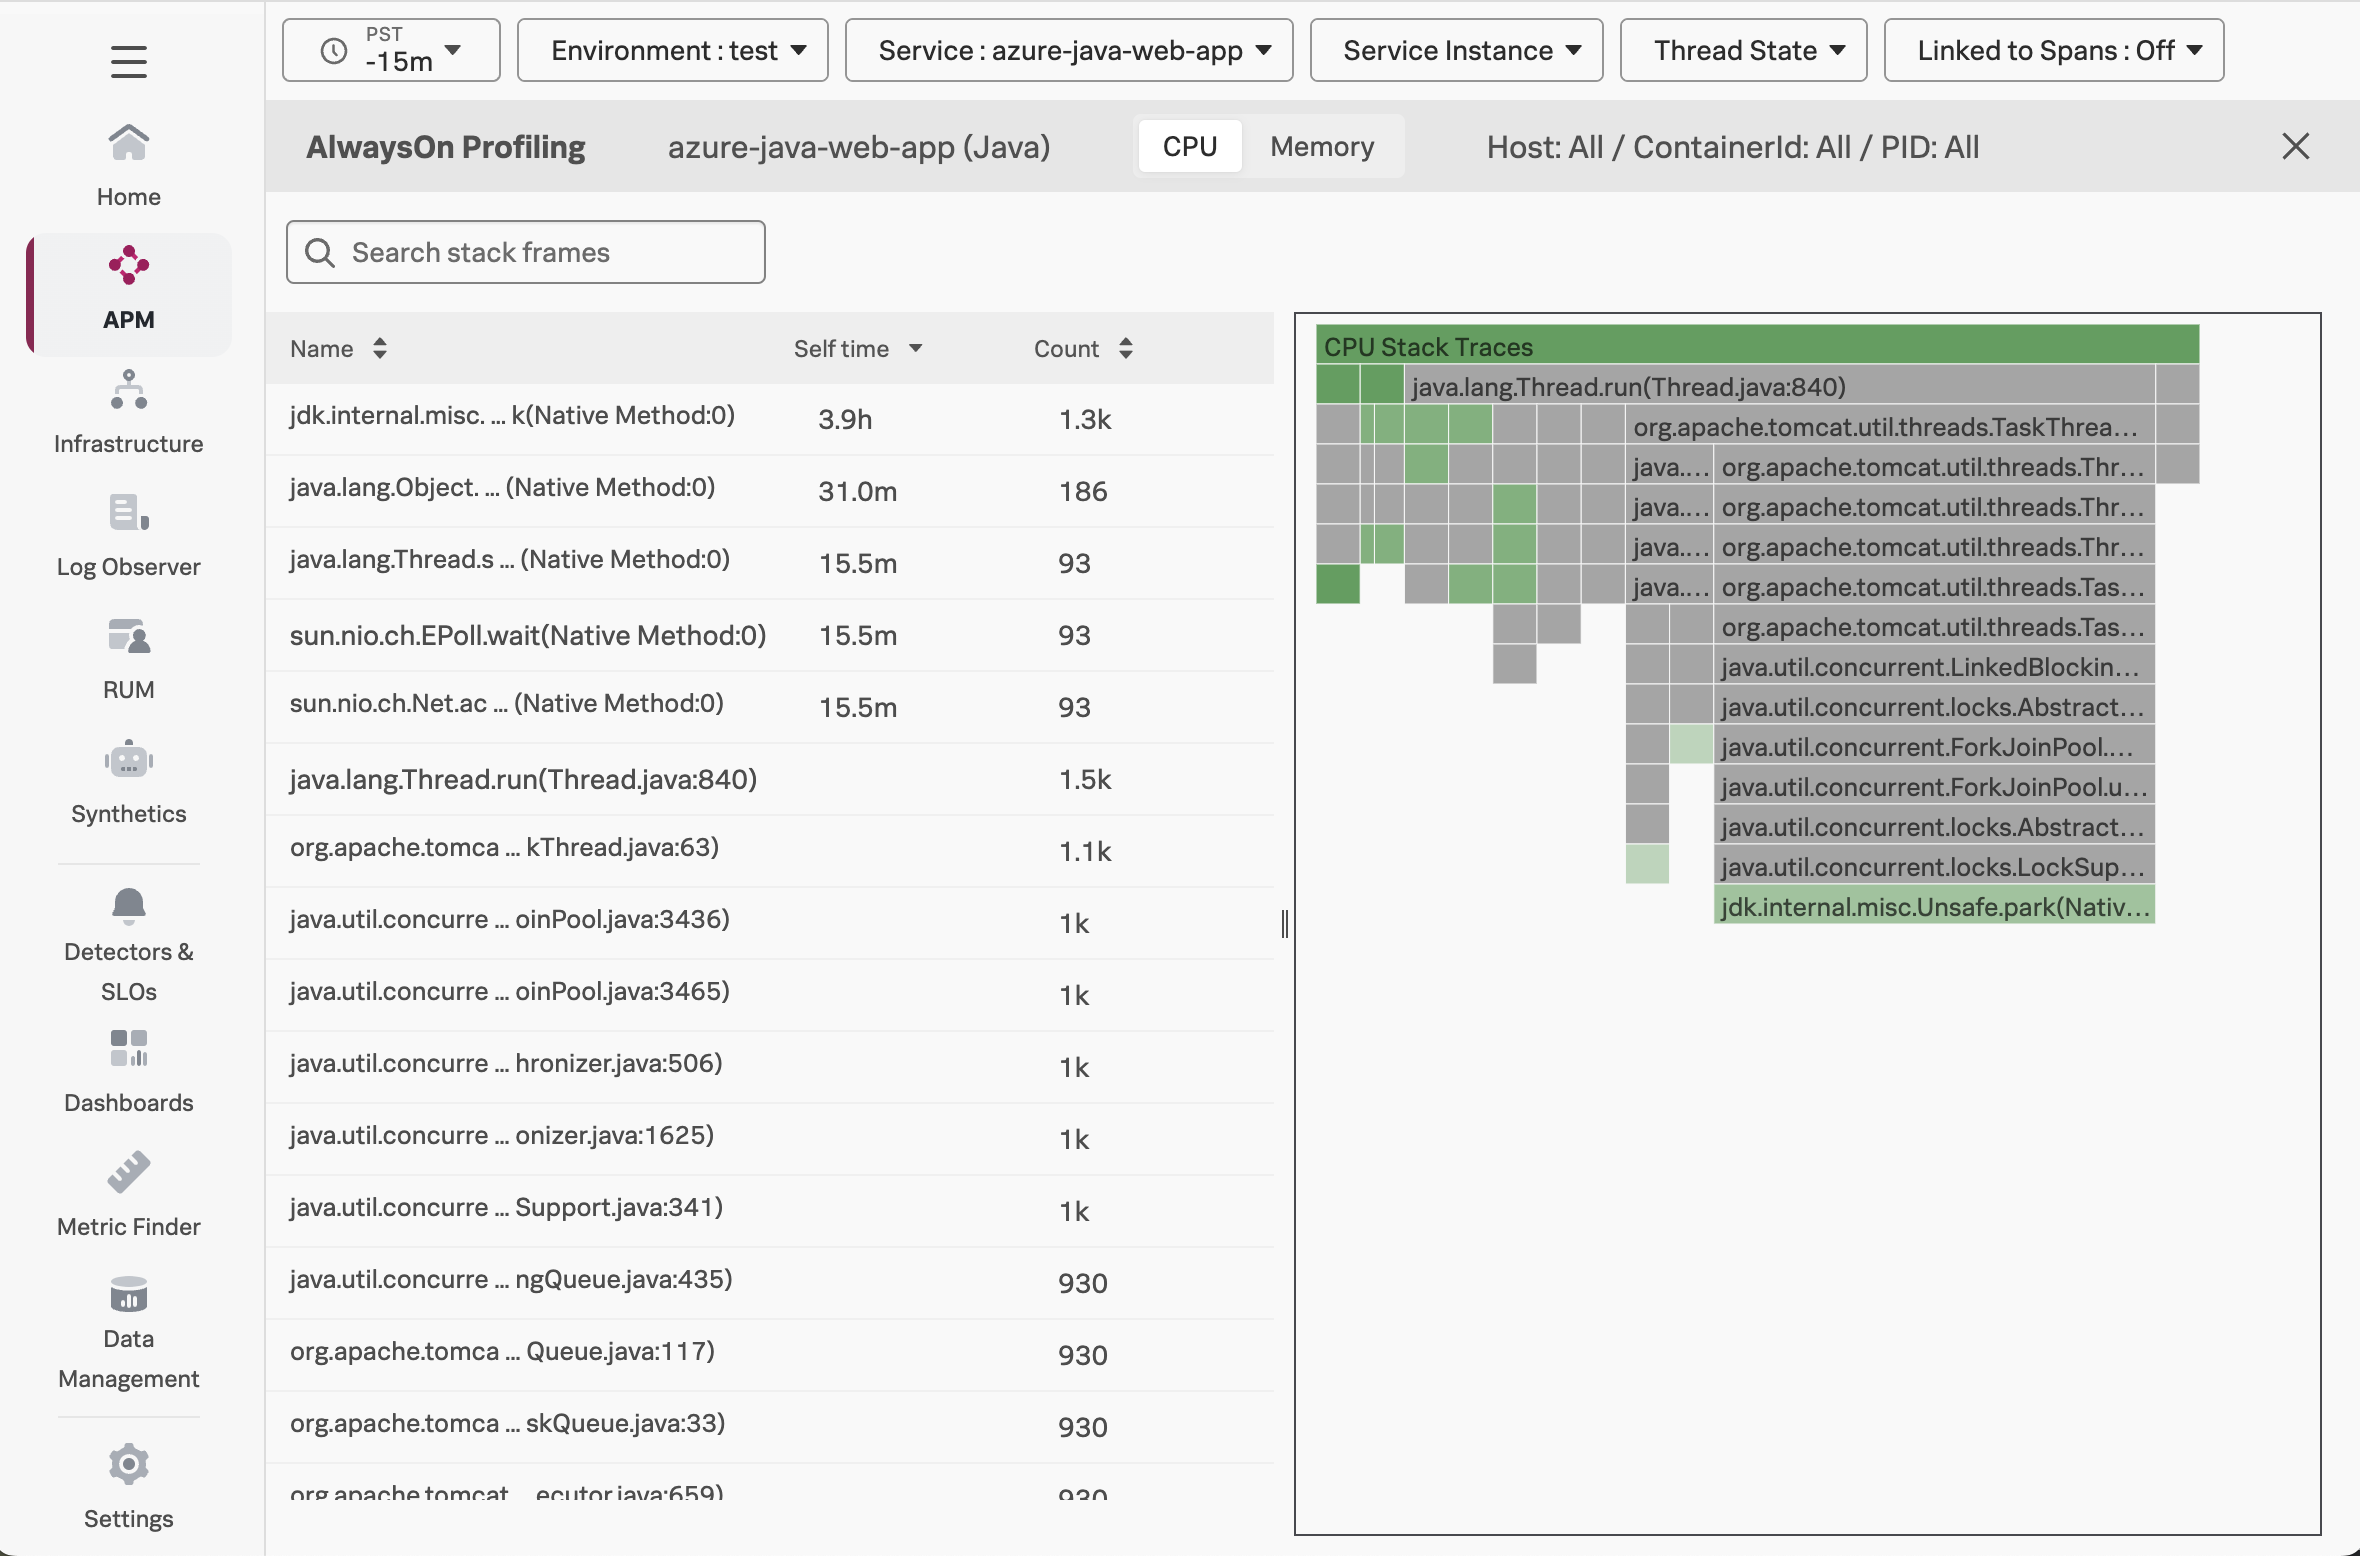 PST
-15m
Environment : test
Service : azure-java-web-app
Service Instance
Thread State
Linked to Spans : Off
AlwaysOn Profiling
azure-java-web-app (Java)
CPU
Memory
Host: All / ContainerId: All / PID: All
Home
APM
Infrastructure
Log Observer
RUM
Synthetics
Detectors &
SLOs
Dashboards
Metric Finder
Data
Management
Settings
Search stack frames
Name Self time Count
jdk.internal.misc. ... k(Native Method:0) 3.9h 1.3k
java.lang.Object. ... (Native Method:0) 31.0m 186
java.lang.Thread.s ... (Native Method:0) 15.5m 93
sun.nio.ch.EPoll.wait(Native Method:0) 15.5m 93
sun.nio.ch.Net.ac ... (Native Method:0) 15.5m 93
java.lang.Thread.run(Thread.java:840) 1.5k
org.apache.tomca ... kThread.java:63) 1.1k
java.util.concurre ... oinPool.java:3436) 1k
java.util.concurre ... oinPool.java:3465) 1k
java.util.concurre ... hronizer.java:506) 1k
java.util.concurre ... onizer.java:1625) 1k
java.util.concurre ... Support.java:341) 1k
java.util.concurre ... ngQueue.java:435) 930
org.apache.tomca ... Queue.java:117) 930
org.apache.tomca ... skQueue.java:33) 930
org.apache.tomcat ... ecutor.java:659) 930
CPU Stack Traces
java.lang.Thread.run(Thread.java:840)
org.apache.tomcat.util.threads.TaskThrea...
java.... org.apache.tomcat.util.threads.Thr...
java.... org.apache.tomcat.util.threads.Thr...
java.... org.apache.tomcat.util.threads.Thr...
java.... org.apache.tomcat.util.threads.Tas...
org.apache.tomcat.util.threads.Tas...
java.util.concurrent.LinkedBlockin...
java.util.concurrent.locks.Abstract...
java.util.concurrent.ForkJoinPool....
java.util.concurrent.ForkJoinPool.u...
java.util.concurrent.locks.Abstract...
java.util.concurrent.locks.LockSup...
jdk.internal.misc.Unsafe.park(Nativ...